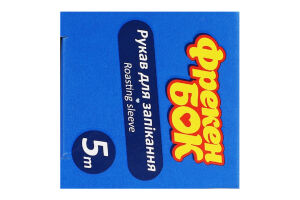 Фрекен
БОК
Рукав для запікання
Roasting sleeve
5m